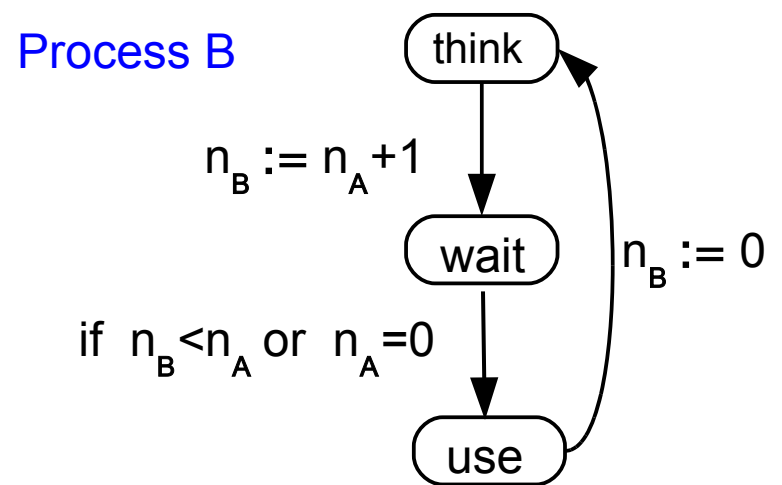 Process B
think
n_B := n_A+1
wait
n_B := 0
if n_B<n_A or n_A=0
use